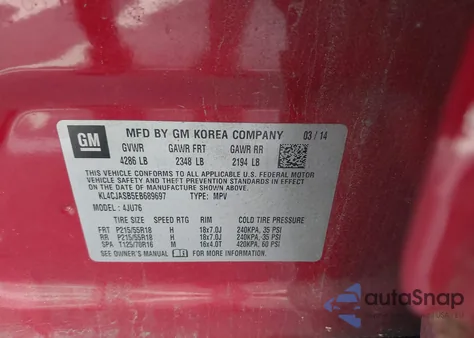 GM
MFD BY GM KOREA COMPANY 03/14
GVWR GAWR FRT GAWR RR
4286 LB 2348 LB 2194 LB
THIS VEHICLE CONFORMS TO ALL APPLICABLE U.S. FEDERAL MOTOR
VEHICLE SAFETY, BUMPER, AND THEFT PREVENTION STANDARDS IN
EFFECT ON THE DATE OF MANUFACTURE SHOWN ABOVE.
KL4CJASB5EB689697 TYPE: MPV
MODEL: 4JU76
TIRE SIZE SPEED RTG RIM COLD TIRE PRESSURE
FRT P215/55R18 H 18x7.0J 240KPA, 35 PSI
RR P215/55R18 H 18x7.0J 240KPA, 35 PSI
SPA T125/70R16 M 16x4.0T 420KPA, 60 PSI
SEE OWNER'S MANUAL FOR MORE INFORMATION.
autoSnap